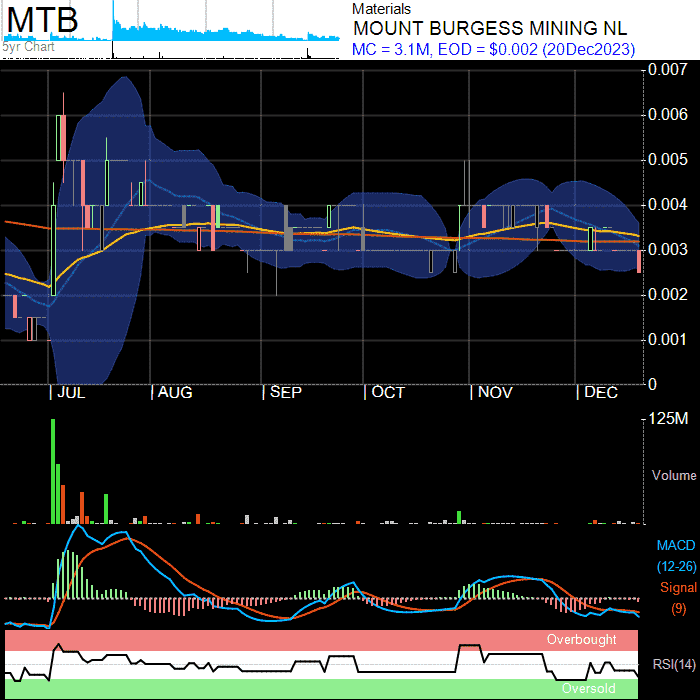 MTB
5yr Chart
Materials
MOUNT BURGESS MINING NL
MC = 3.1M, EOD = $0.002 (20Dec2023)
0.007
0.006
0.005
0.004
0.003
0.002
0.001
0
JUL
AUG
SEP
OCT
NOV
DEC
125M
Volume
MACD
(12-26)
Signal
(9)
Overbought
RSI(14)
Oversold